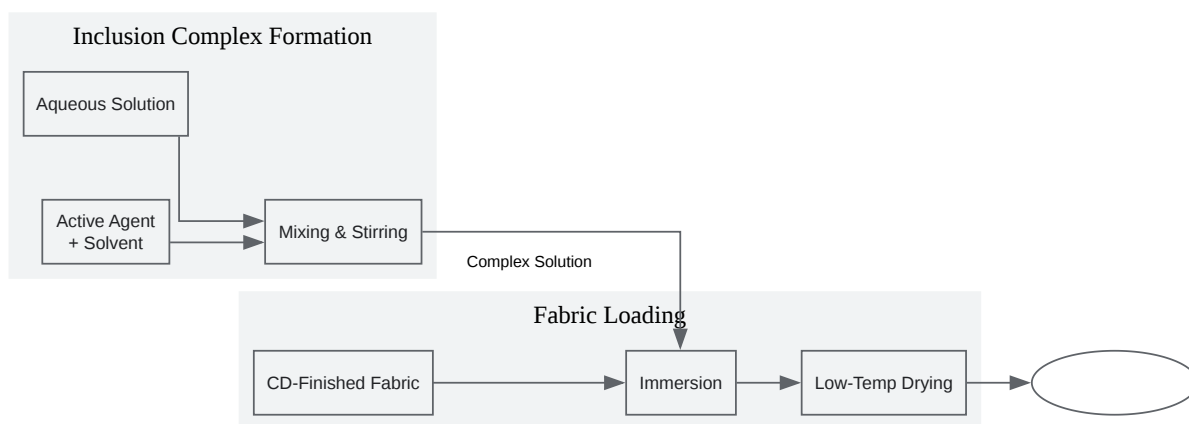 Inclusion Complex Formation
Aqueous Solution
Active Agent
+ Solvent
Mixing & Stirring
Complex Solution
Fabric Loading
CD-Finished Fabric
Immersion
Low-Temp Drying